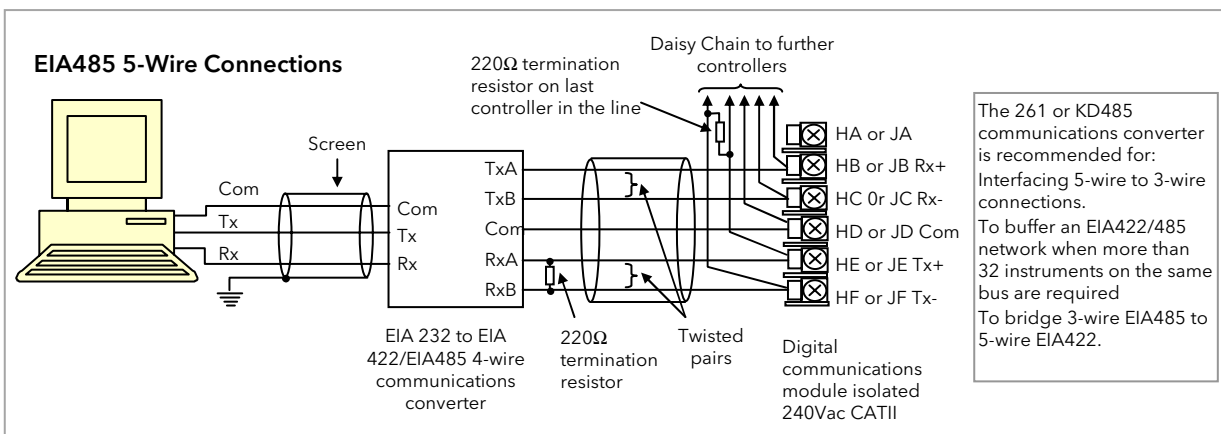 EIA485 5-Wire Connections
Com
Tx
Rx
Screen
Com
Tx
Rx
TxA
TxB
Com
RxA
RxB
EIA 232 to EIA
422/EIA485 4-wire
communications
converter
220Ω
termination
resistor
Twisted
pairs
220Ω termination
resistor on last
controller in the line
Daisy Chain to further
controllers
HA or JA
HB or JB Rx+
HC 0r JC Rx-
HD or JD Com
HE or JE Tx+
HF or JF Tx-
Digital
communications
module isolated
240Vac CATII
The 261 or KD485
communications converter
is recommended for:
Interfacing 5-wire to 3-wire
connections.
To buffer an EIA422/485
network when more than
32 instruments on the same
bus are required
To bridge 3-wire EIA485 to
5-wire EIA422.